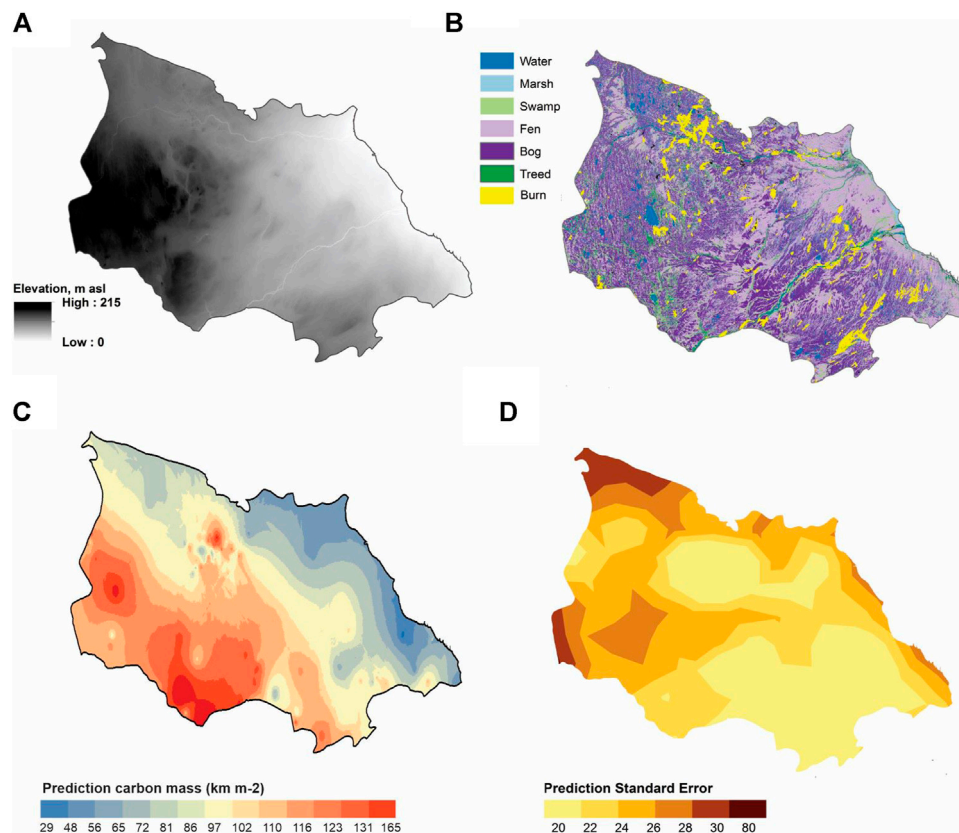 A
B
Water
Marsh
Swamp
Fen
Bog
Treed
Burn
Elevation, m asl
High : 215
Low : 0
C
D
Prediction carbon mass (km m-2)
29 48 56 65 72 81 86 97 102 110 116 123 131 165
Prediction Standard Error
20 22 24 26 28 30 80